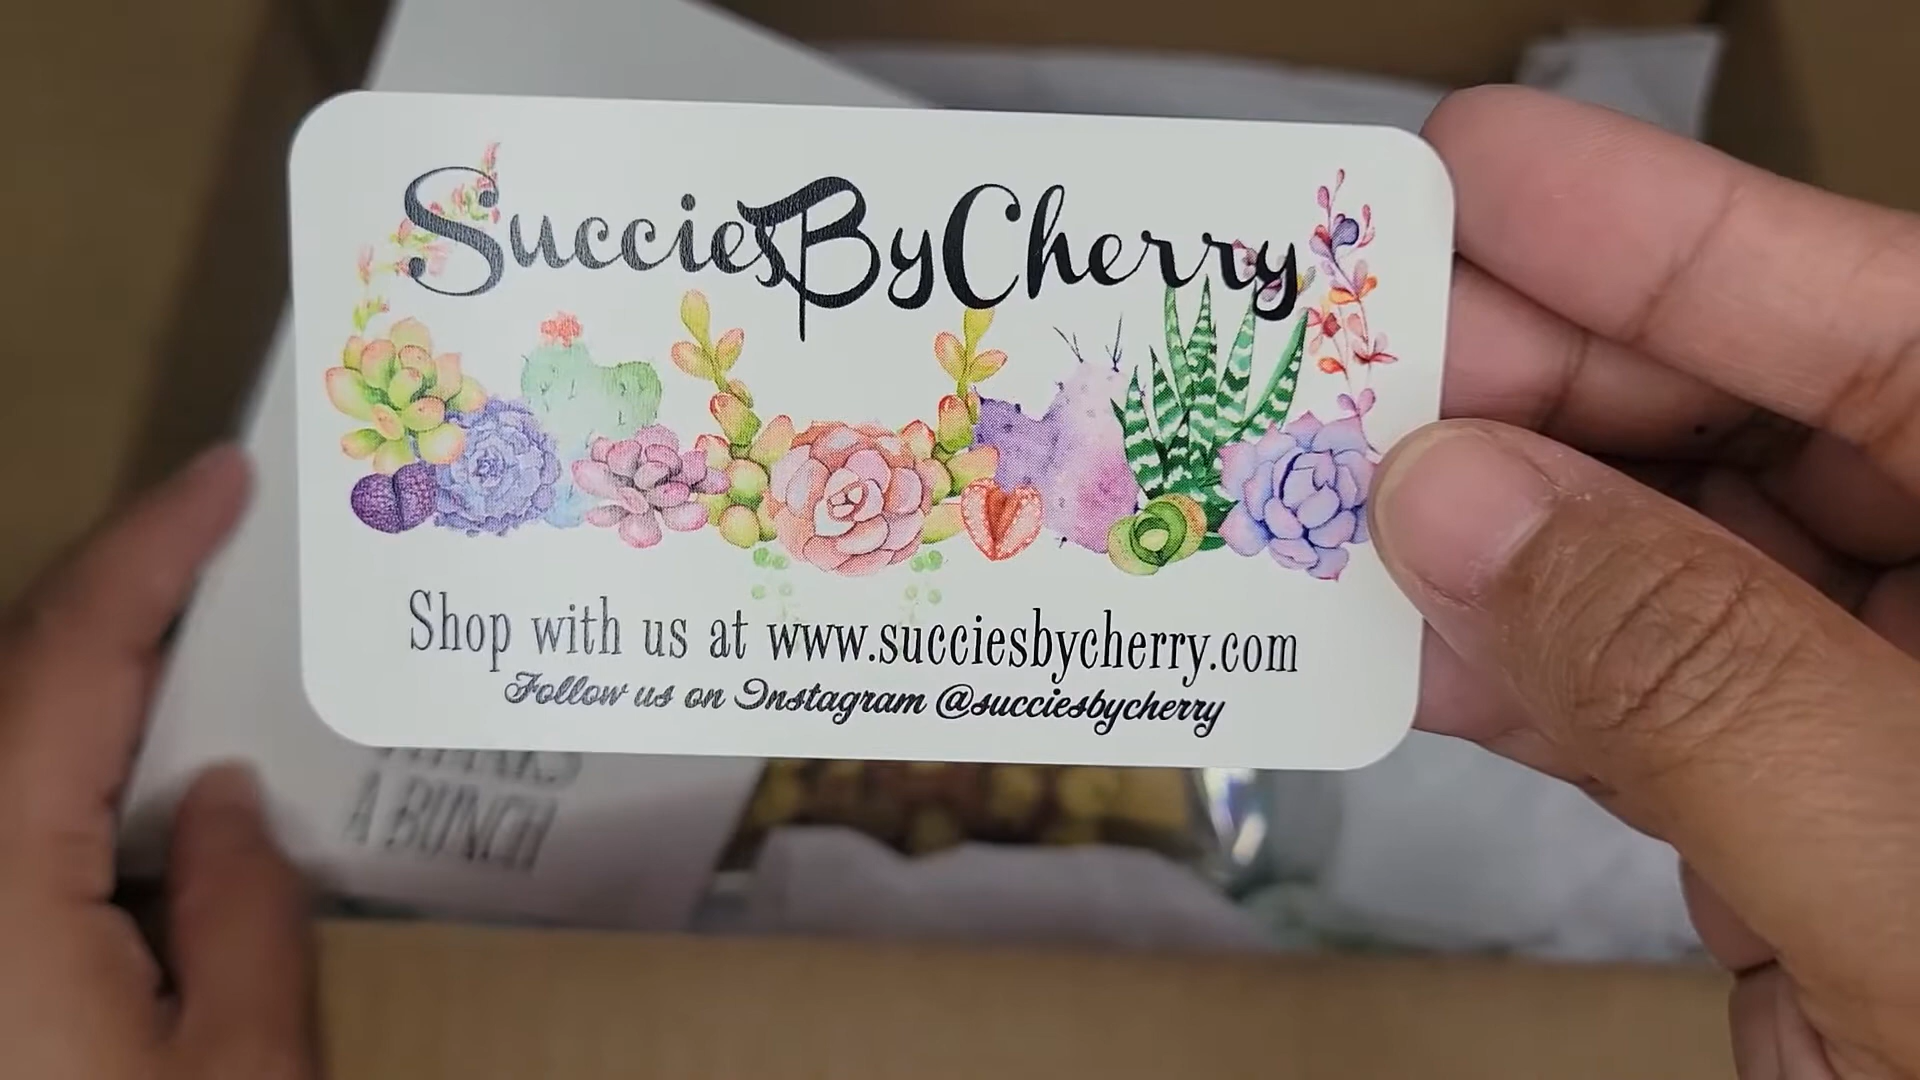 SucciesByCherry
Shop with us at www.succiesbycherry.com
Follow us on Instagram @succiesbycherry
A BUNCH